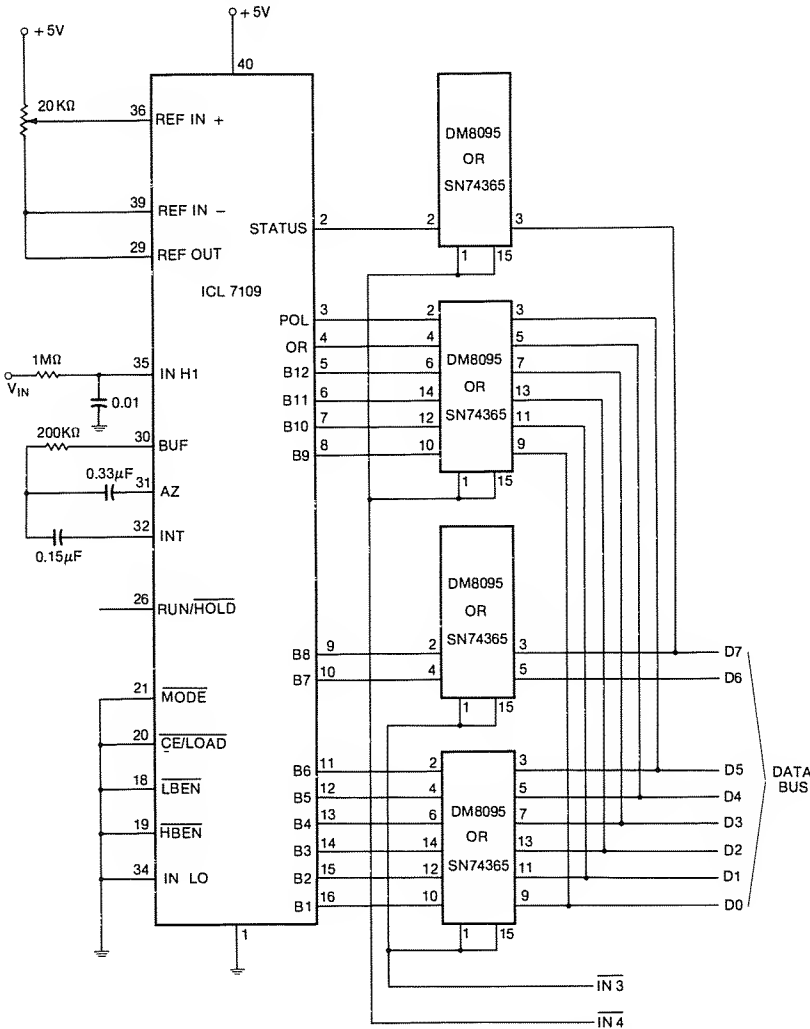 +5V
+5V
40
20KΩ
36
REF IN +
39
REF IN −
29
REF OUT
STATUS
2
2
DM8095
OR
SN74365
3
1
15
ICL 7109
POL
3
2
3
OR
4
4
5
B12
5
6
7
B11
6
14
13
B10
7
12
11
B9
8
10
9
DM8095
OR
SN74365
1
15
1MΩ
35
IN H1
VIN
0.01
200KΩ
30
BUF
0.33µF
31
AZ
32
INT
0.15µF
26
RUN/HOLD
DM8095
OR
SN74365
B8
9
2
3
D7
B7
10
4
5
D6
1
15
21
MODE
20
CE/LOAD
18
LBEN
19
HBEN
34
IN LO
1
B6
11
2
3
D5
B5
12
4
5
D4
B4
13
6
7
D3
B3
14
14
13
D2
B2
15
12
11
D1
B1
16
10
9
D0
DM8095
OR
SN74365
1
15
DATA
BUS
IN 3
IN 4